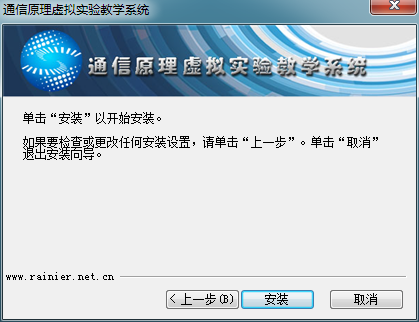 通信原理虚拟实验教学系统
通信原理虚拟实验教学系统
单击“安装”以开始安装。
如果要检查或更改任何安装设置，请单击“上一步”。单击“取消”
退出安装向导。
www.rainier.net.cn
< 上一步(B)
安装
取消